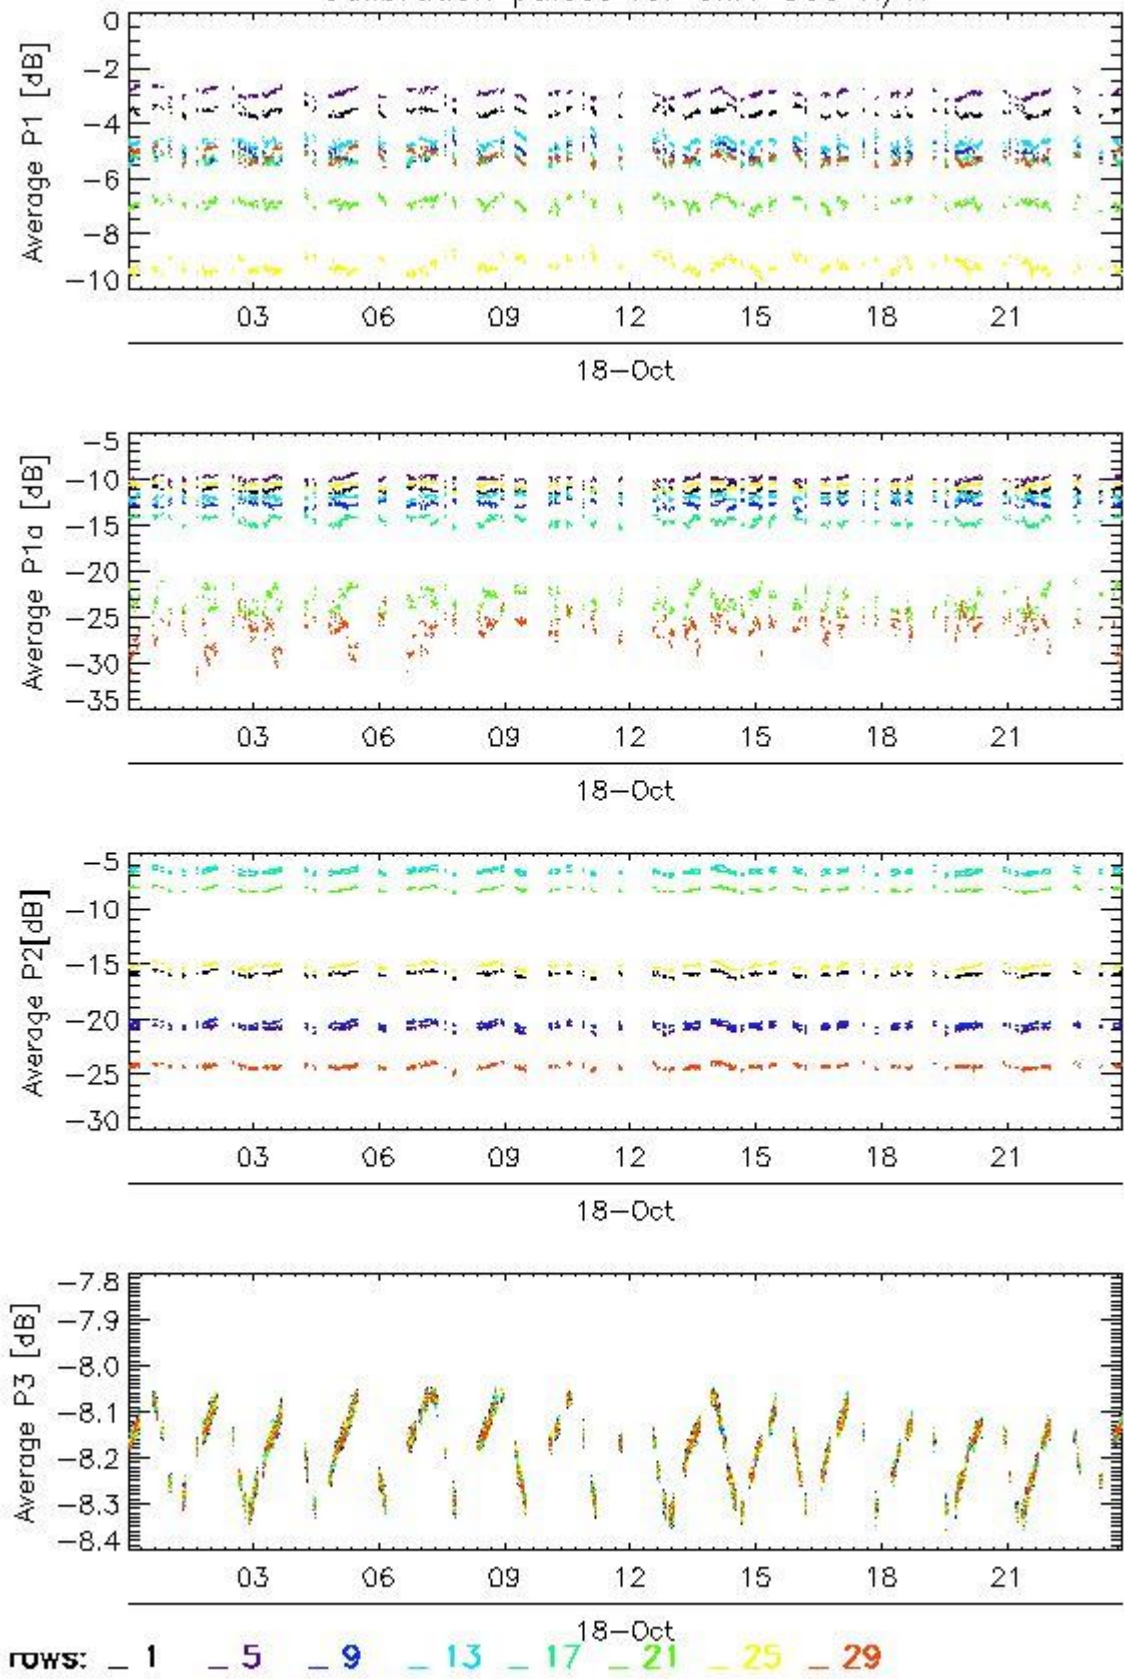 0
-2
-4
-6
-8
-10
Average P1 [dB]
03 06 09 12 15 18 21
18-Oct
-5
-10
-15
-20
-25
-30
-35
Average P1a [dB]
03 06 09 12 15 18 21
18-Oct
-5
-10
-15
-20
-25
-30
Average P2[dB]
03 06 09 12 15 18 21
18-Oct
-7.8
-7.9
-8.0
-8.1
-8.2
-8.3
-8.4
Average P3 [dB]
03 06 09 12 15 18 21
18-Oct
rows: _ 1 _ 5 _ 9 _ 13 _ 17 _ 21 _ 25 _ 29